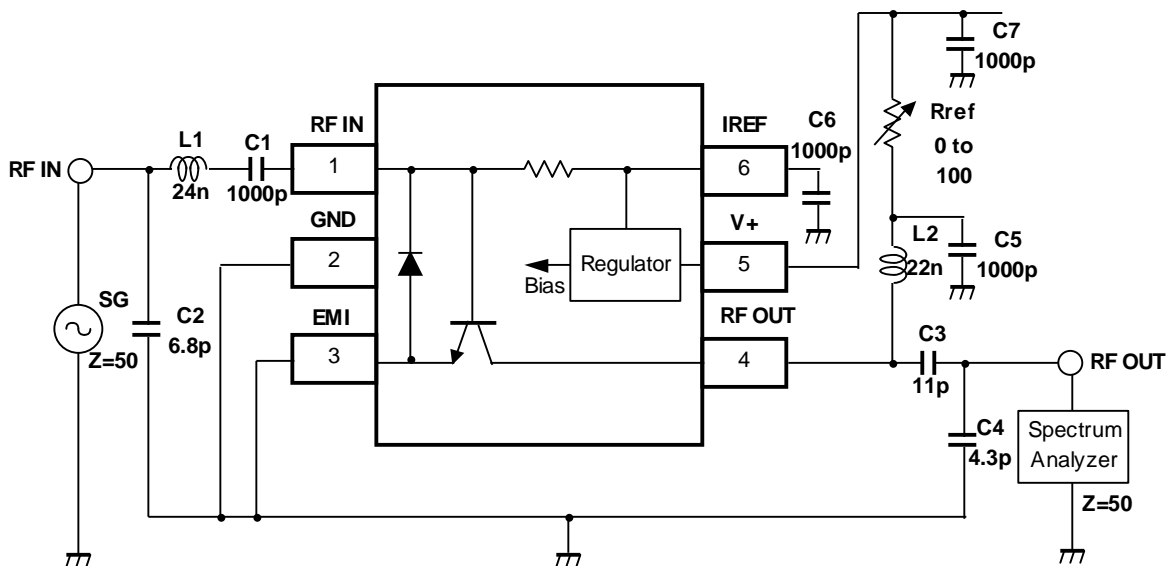 C7
1000p
RF IN
L1
24n
C1
1000p
RF IN
1
GND
2
EMI
3
SG
Z=50
C2
6.8p
Bias
Regulator
IREF
6
V+
5
RF OUT
4
C6
1000p
Rref
0 to
100
L2
22n
C5
1000p
C3
11p
RF OUT
C4
4.3p
Spectrum
Analyzer
Z=50